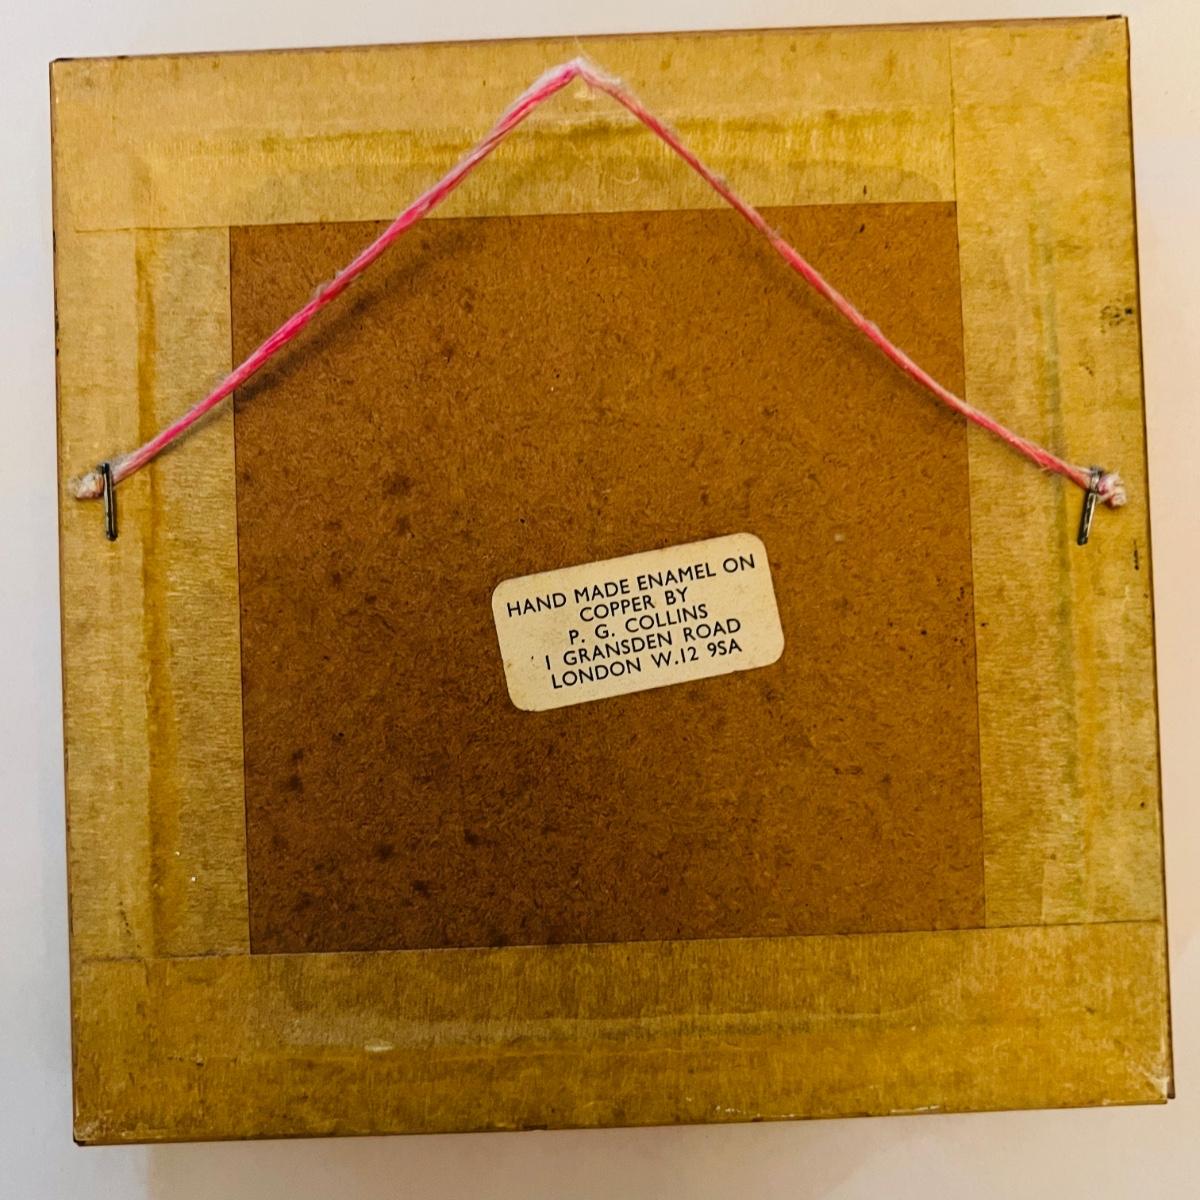 HAND MADE ENAMEL ON
COPPER BY
P. G. COLLINS
1 GRANSDEN ROAD
LONDON W.12 9SA